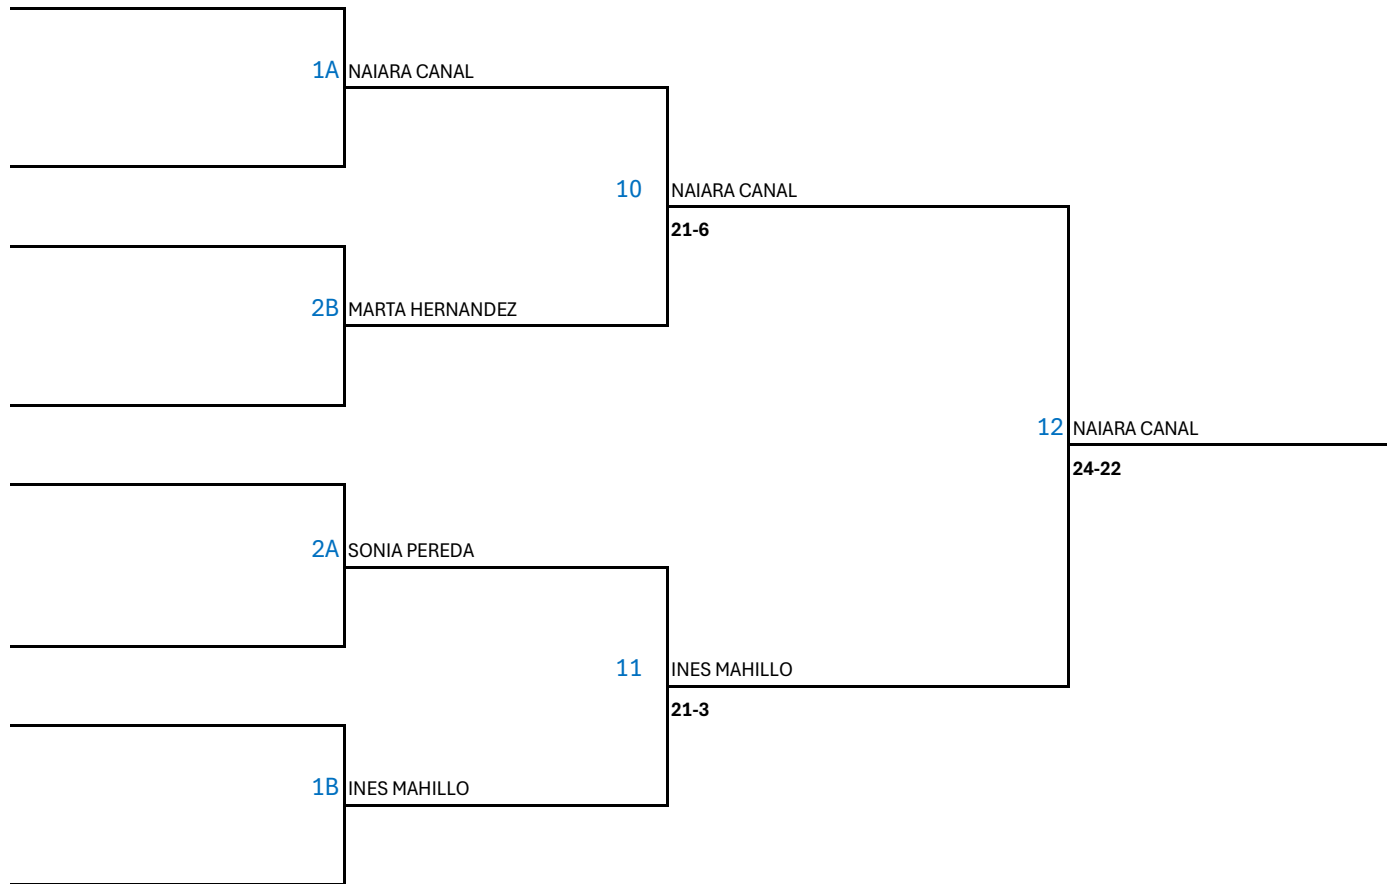 1A NAIARA CANAL
10 NAIARA CANAL
21-6
2B MARTA HERNANDEZ
12 NAIARA CANAL
24-22
2A SONIA PEREDA
11 INES MAHILLO
21-3
1B INES MAHILLO